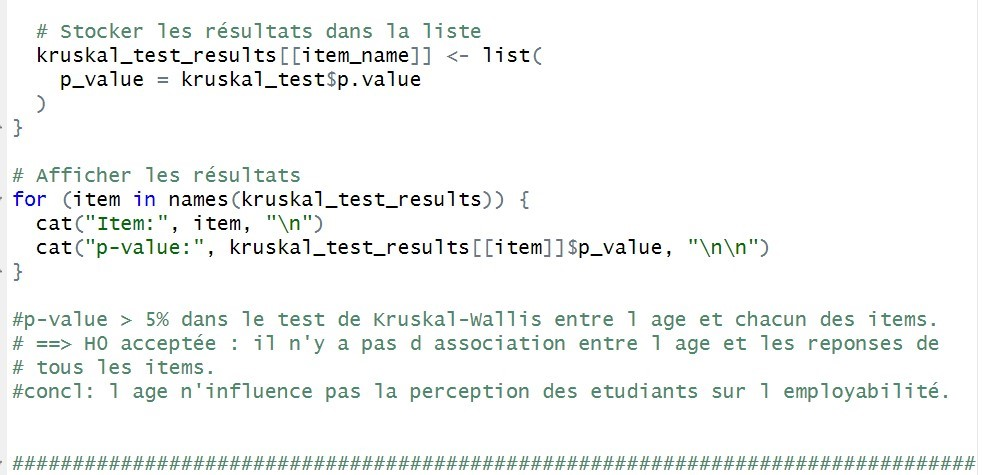 # Stocker les résultats dans la liste
kruskal_test_results[[item_name]] <- list(
p_value = kruskal_test$p.value
)
}
# Afficher les résultats
for (item in names(kruskal_test_results)) {
cat("Item:", item, "\n")
cat("p-value:", kruskal_test_results[[item]]$p_value, "\n\n")
}
#p-value > 5% dans le test de Kruskal-Wallis entre l age et chacun des items.
# ==> H0 acceptée : il n'y a pas d association entre l age et les reponses de
# tous les items.
#concl: l age n'influence pas la perception des etudiants sur l employabilité.
################################################################################